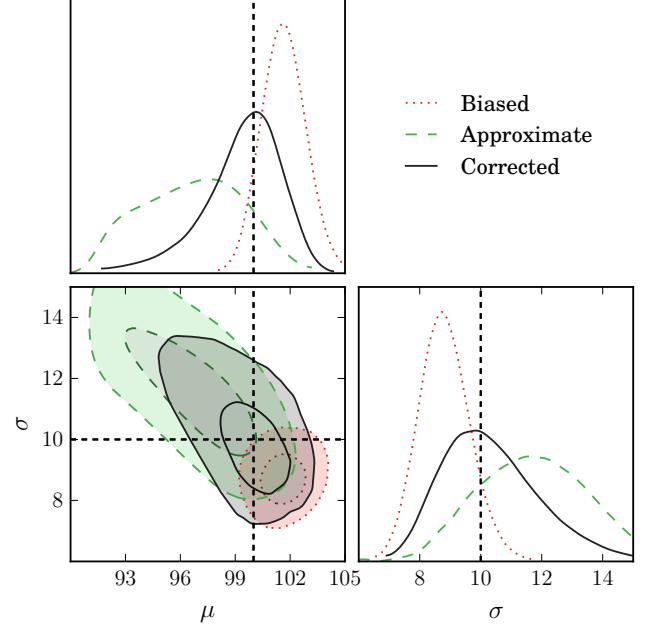 Biased
Approximate
Corrected
14
12
10
8
σ
93 96 99 102 105
8 10 12 14
μ
σ